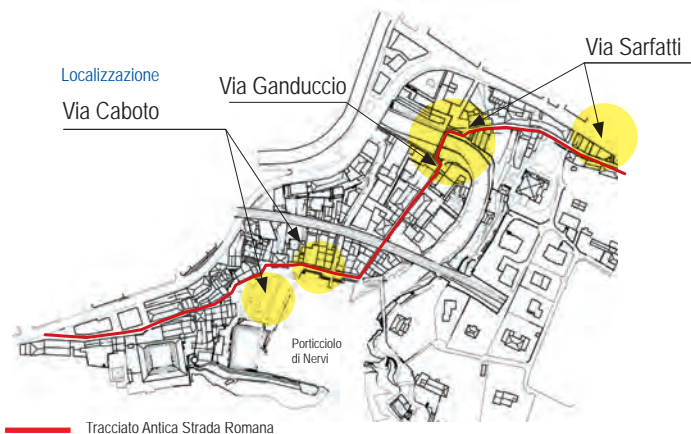 Via Sarfatti
Localizzazione
Via Ganduccio
Via Caboto
Porticciolo
di Nervi
Tracciato Antica Strada Romana